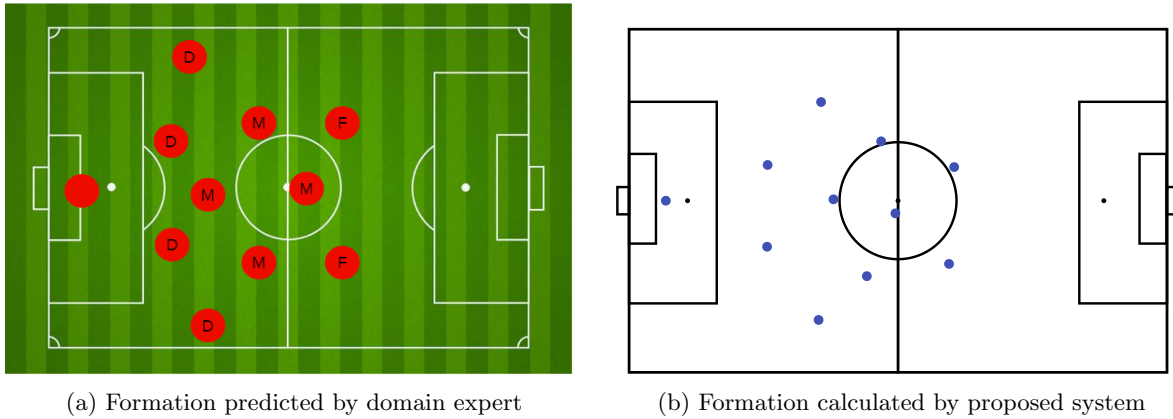 D
M
F
D
M
M
D
M
F
D
(a) Formation predicted by domain expert
(b) Formation calculated by proposed system